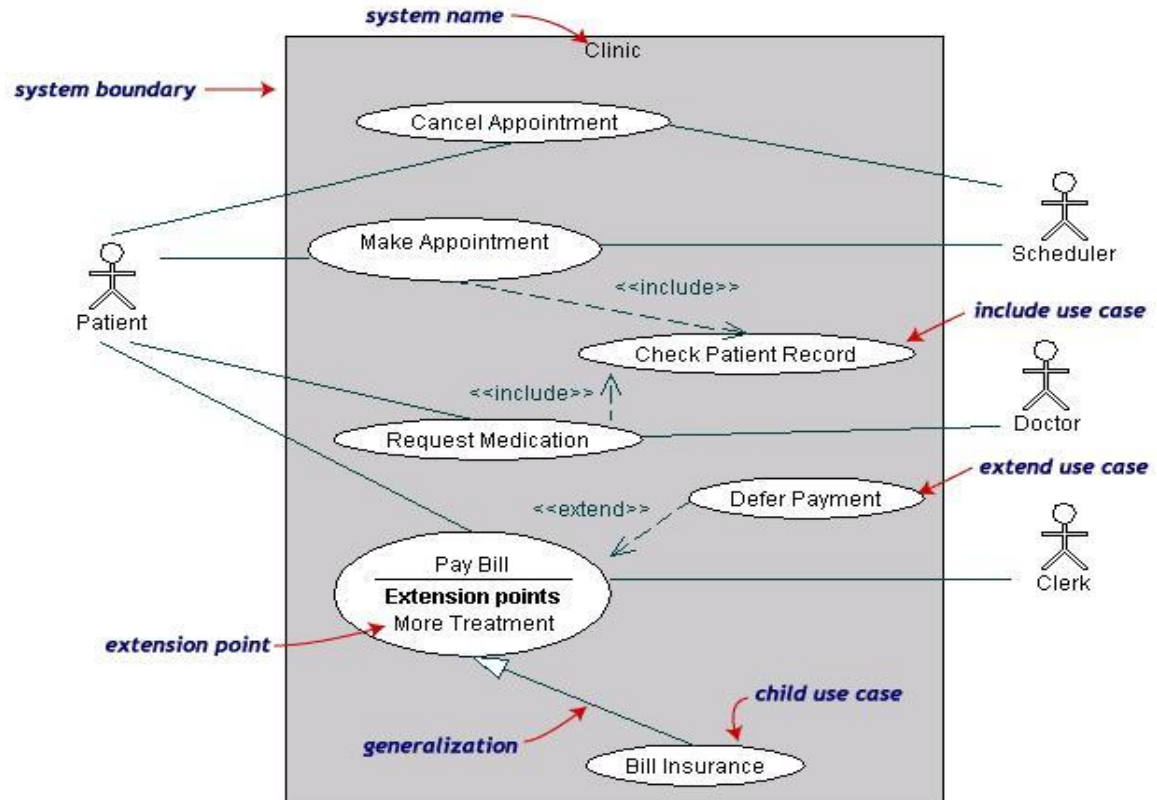 system name
Clinic
system boundary
Cancel Appointment
Make Appointment
Scheduler
<<include>>
Patient
include use case
Check Patient Record
<<include>>
Doctor
Request Medication
extend use case
Defer Payment
<<extend>>
Pay Bill
Clerk
Extension points
More Treatment
extension point
child use case
generalization
Bill Insurance